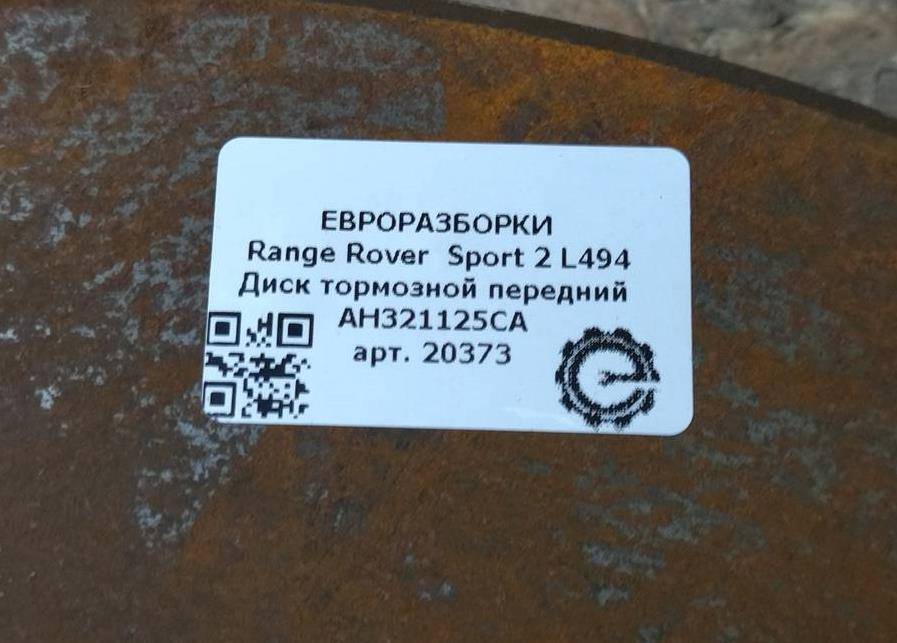 ЕВРОРАЗБОРКИ
Range Rover Sport 2 L494
Диск тормозной передний
AH321125CA
арт. 20373